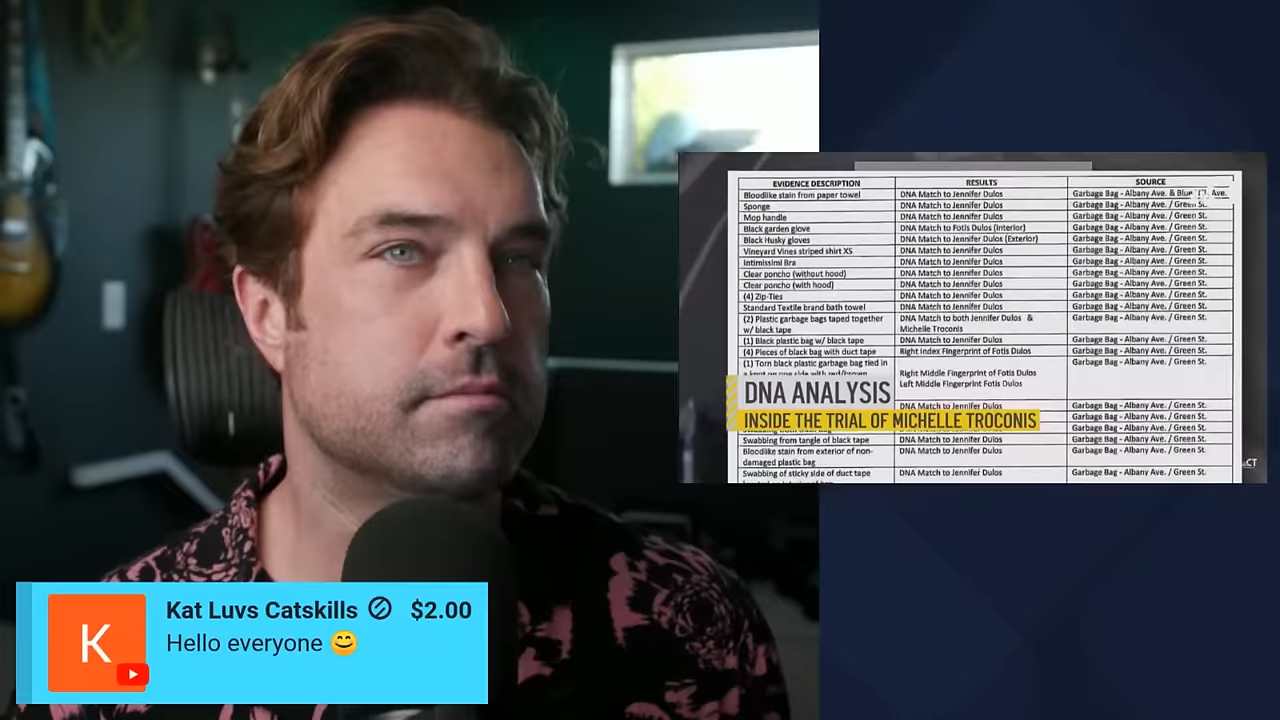 EVIDENCE DESCRIPTION RESULTS SOURCE
Bloodlike stain from paper towel DNA Match to Jennifer Dulos Garbage Bag - Albany Ave. & Blue Ave.
Sponge DNA Match to Jennifer Dulos Garbage Bag - Albany Ave. / Green St.
Mop handle DNA Match to Jennifer Dulos Garbage Bag - Albany Ave. / Green St.
Black garden glove DNA Match to Fotis Dulos (Interior) Garbage Bag - Albany Ave. / Green St.
Black Husky gloves DNA Match to Jennifer Dulos (Exterior) Garbage Bag - Albany Ave. / Green St.
Vineyard Vines striped shirt XS DNA Match to Jennifer Dulos Garbage Bag - Albany Ave. / Green St.
Intimissimi Bra DNA Match to Jennifer Dulos Garbage Bag - Albany Ave. / Green St.
Clear poncho (without hood) DNA Match to Jennifer Dulos Garbage Bag - Albany Ave. / Green St.
Clear poncho (with hood) DNA Match to Jennifer Dulos Garbage Bag - Albany Ave. / Green St.
(4) Zip-Ties DNA Match to Jennifer Dulos Garbage Bag - Albany Ave. / Green St.
Standard Textile brand bath towel DNA Match to Jennifer Dulos Garbage Bag - Albany Ave. / Green St.
(2) Plastic garbage bags taped together DNA Match to both Jennifer Dulos & Garbage Bag - Albany Ave. / Green St.
w/ black tape Michelle Troconis
(1) Black plastic bag w/ black tape DNA Match to Jennifer Dulos Garbage Bag - Albany Ave. / Green St.
(4) Pieces of black bag with duct tape Right Index Fingerprint of Fotis Dulos Garbage Bag - Albany Ave. / Green St.
(1) Torn black plastic garbage bag tied in Garbage Bag - Albany Ave. / Green St.
a knot on one side with red/brown Right Middle Fingerprint of Fotis Dulos
Left Middle Fingerprint Fotis Dulos
DNA ANALYSIS
DNA Match to Jennifer Dulos Garbage Bag - Albany Ave. / Green St.
INSIDE THE TRIAL OF MICHELLE TROCONIS
Garbage Bag - Albany Ave. / Green St.
Garbage Bag - Albany Ave. / Green St.
Swabbing from tangle of black tape DNA Match to Jennifer Dulos Garbage Bag - Albany Ave. / Green St.
Bloodlike stain from exterior of non- DNA Match to Jennifer Dulos Garbage Bag - Albany Ave. / Green St.
damaged plastic bag
Swabbing of sticky side of duct tape DNA Match to Jennifer Dulos Garbage Bag - Albany Ave. / Green St.
Kat Luvs Catskills $2.00
Hello everyone 😊
K